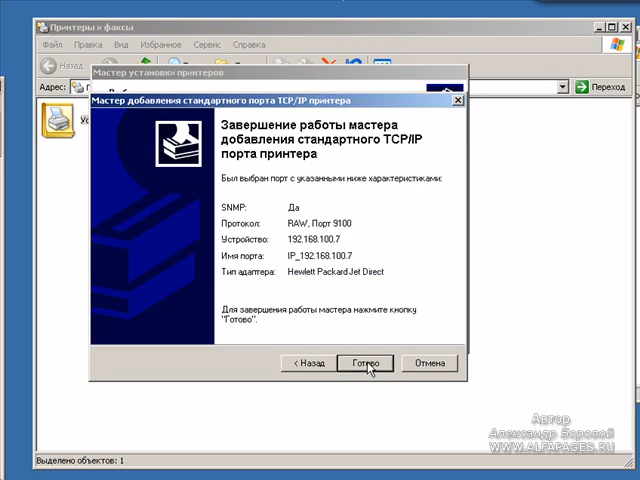 Принтеры и факсы
Файл Правка Вид Избранное Сервис Справка
Назад
Адрес: Переход
Мастер установки принтеров
Мастер добавления стандартного порта TCP/IP принтера
Завершение работы мастера
добавления стандартного TCP/IP
порта принтера
Был выбран порт с указанными ниже характеристиками:
SNMP: Да
Протокол: RAW, Порт 9100
Устройство: 192.168.100.7
Имя порта: IP_192.168.100.7
Тип адаптера: Hewlett Packard Jet Direct
Для завершения работы мастера нажмите кнопку
"Готово".
< Назад Готово Отмена
Автор
Александр Боровой
WWW.ALFAPAGES.RU
Выделено объектов: 1